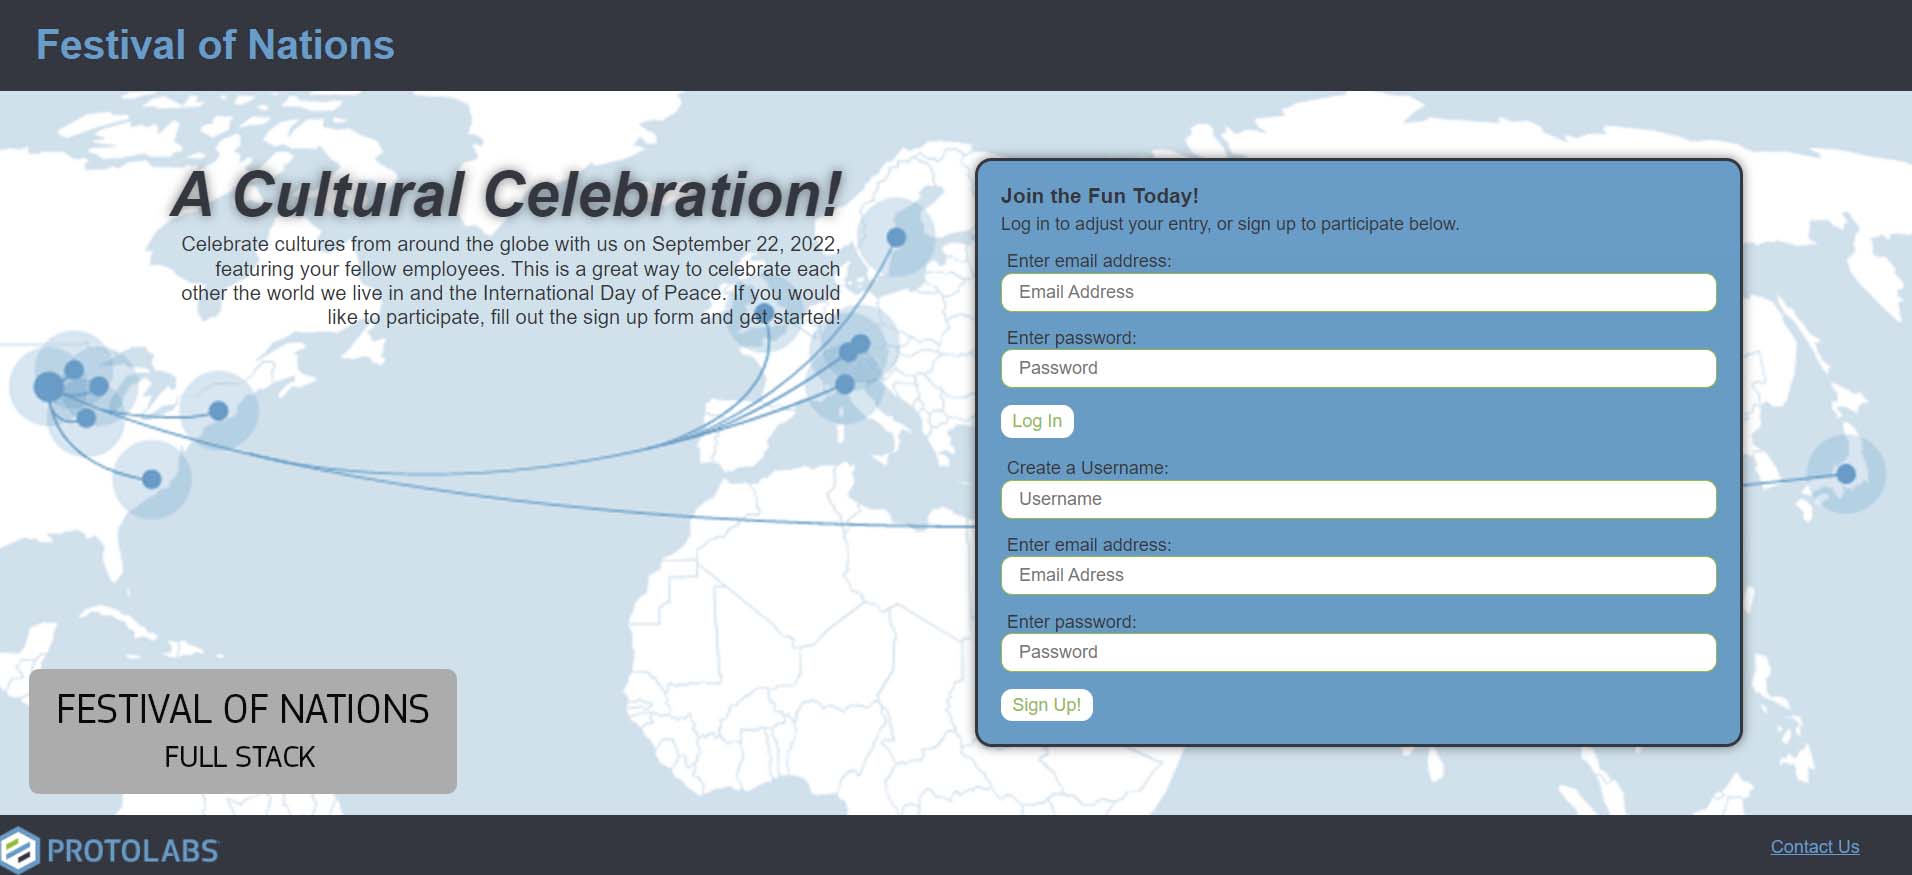 Festival of Nations
A Cultural Celebration!
Celebrate cultures from around the globe with us on September 22, 2022,
featuring your fellow employees. This is a great way to celebrate each
other the world we live in and the International Day of Peace. If you would
like to participate, fill out the sign up form and get started!
Join the Fun Today!
Log in to adjust your entry, or sign up to participate below.
Enter email address:
Email Address
Enter password:
Password
Log In
Create a Username:
Username
Enter email address:
Email Adress
Enter password:
Password
Sign Up!
FESTIVAL OF NATIONS
FULL STACK
PROTOLABS
Contact Us